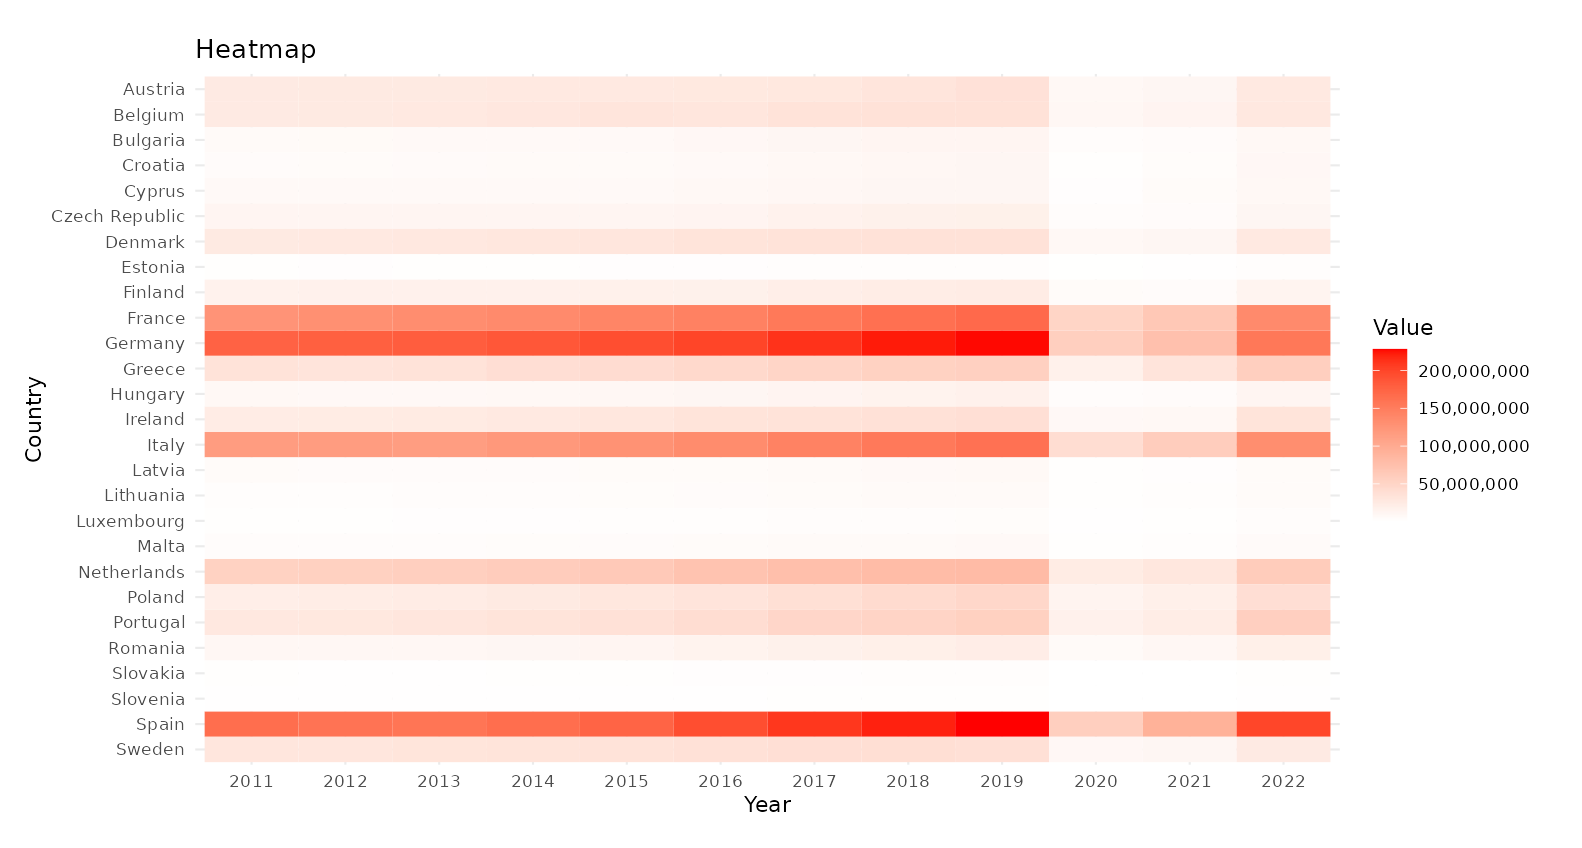 Heatmap
Austria
Belgium
Bulgaria
Croatia
Cyprus
Czech Republic
Denmark
Estonia
Finland
France
Germany
Greece
Hungary
Ireland
Italy
Latvia
Lithuania
Luxembourg
Malta
Netherlands
Poland
Portugal
Romania
Slovakia
Slovenia
Spain
Sweden
Country
2011 2012 2013 2014 2015 2016 2017 2018 2019 2020 2021 2022
Year
Value
200,000,000
150,000,000
100,000,000
50,000,000